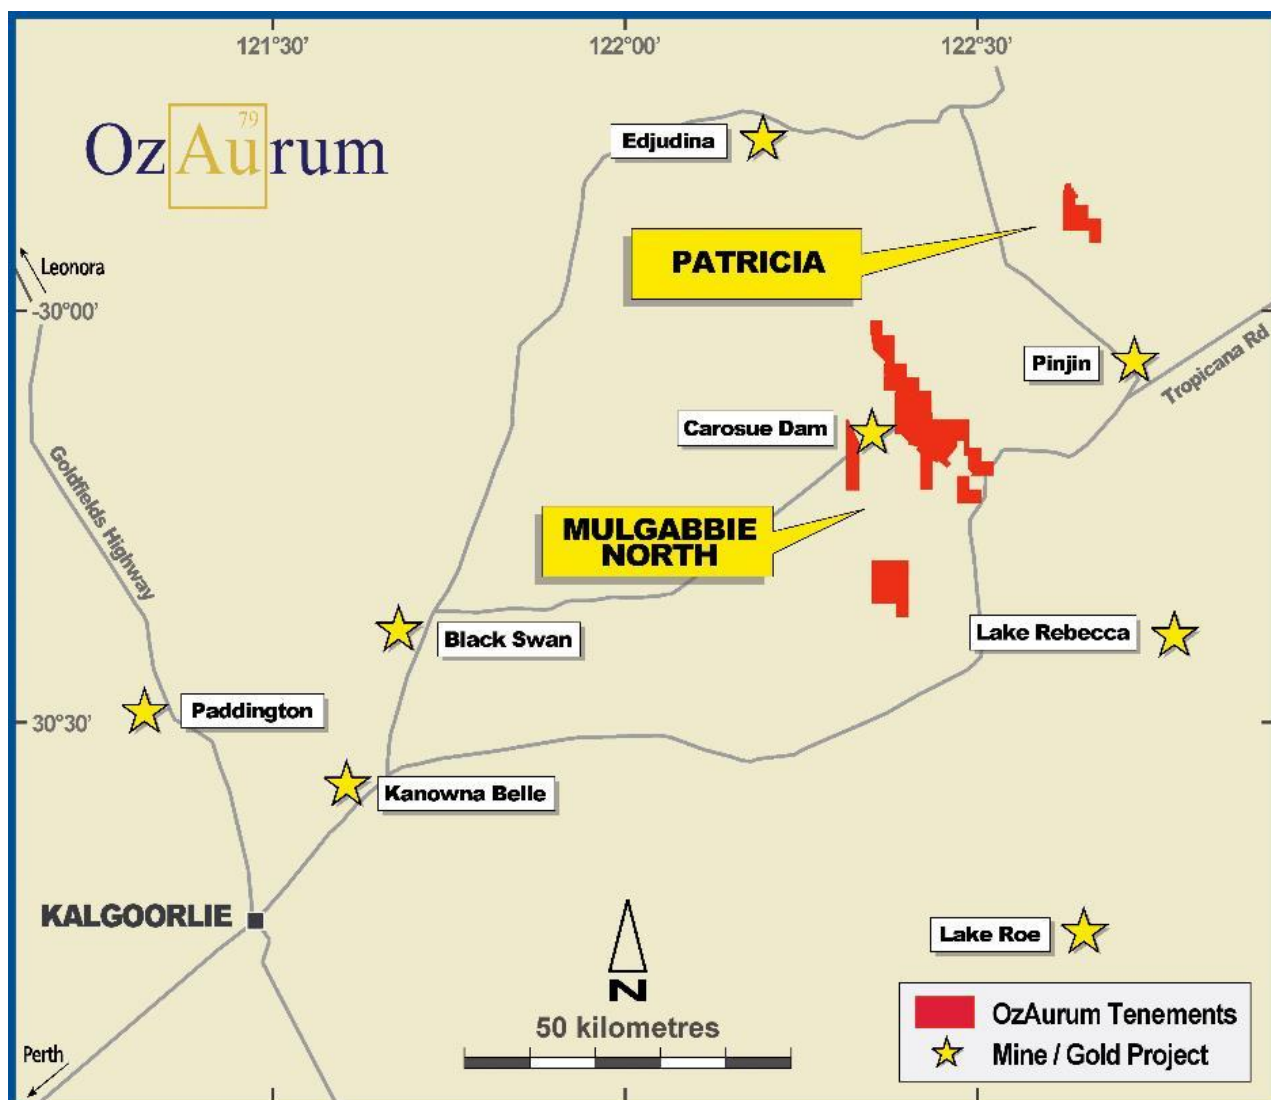 121°30'
122°00'
122°30'
79
OzAurum
Edjudina
PATRICIA
Leonora
-30°00'
Pinjin
Tropicana Rd
Carosue Dam
Goldfields Highway
MULGABBIE
NORTH
Black Swan
Lake Rebecca
Paddington
30°30'
Kanowna Belle
KALGOORLIE
Lake Roe
N
50 kilometres
OzAurum Tenements
Mine / Gold Project
Perth